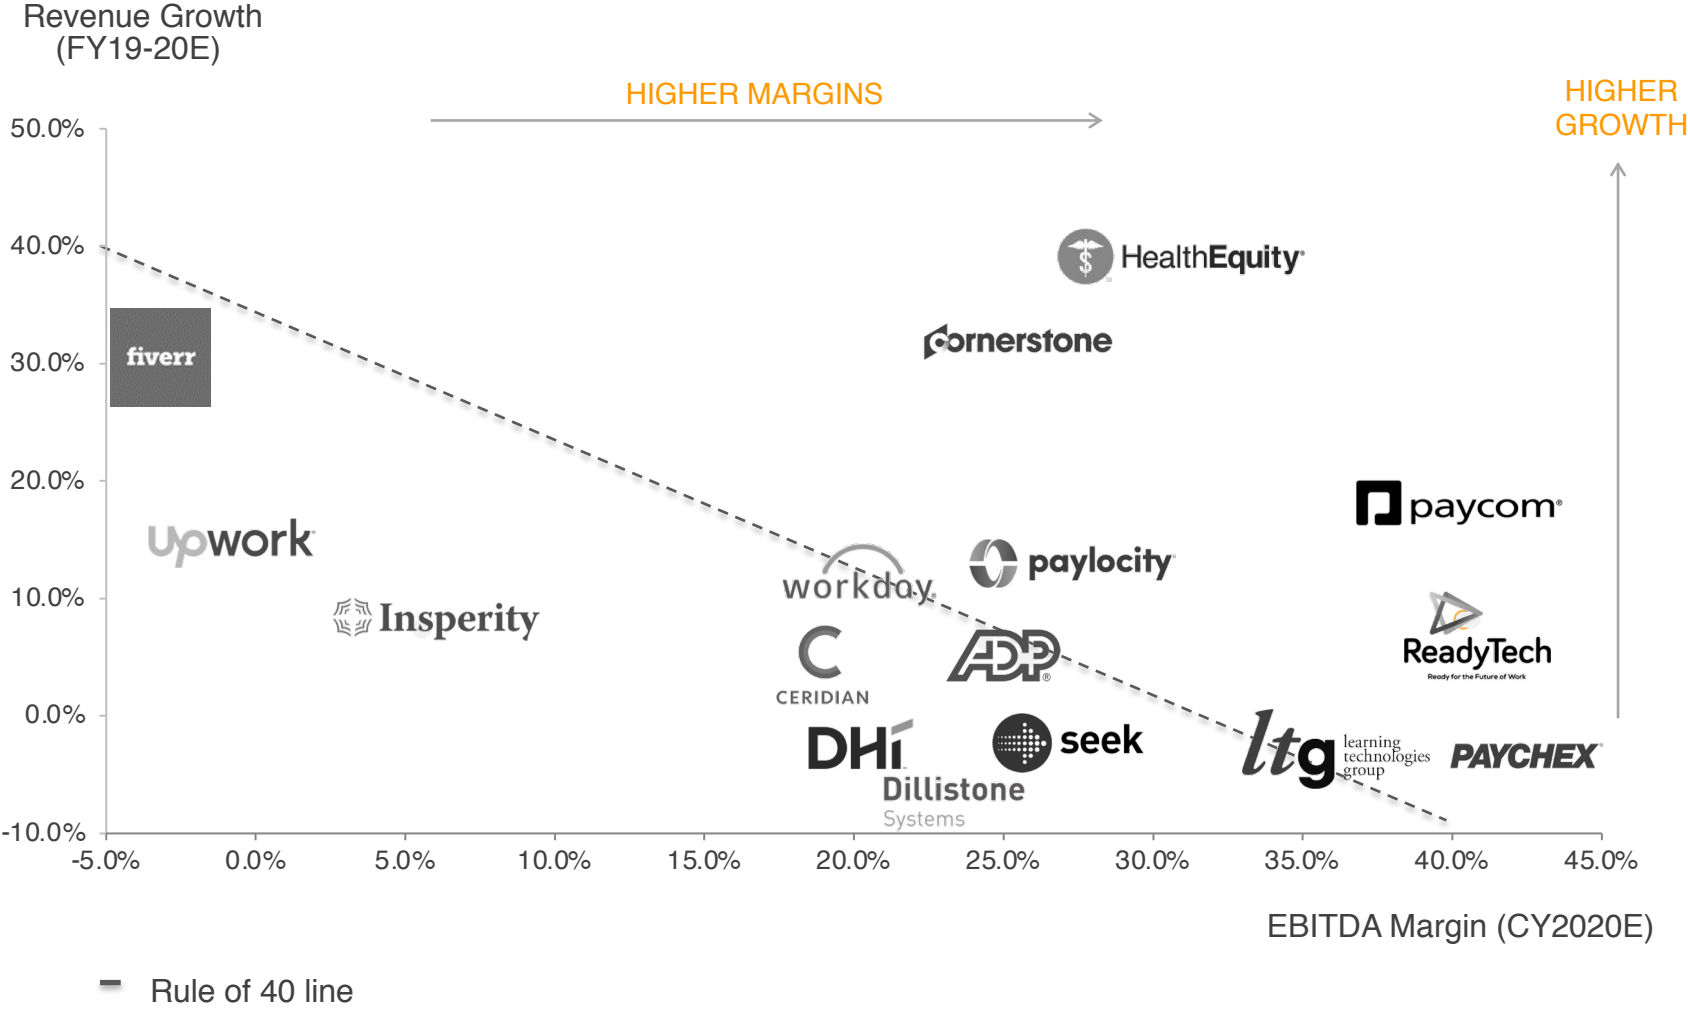 Revenue Growth
(FY19-20E)
HIGHER MARGINS
HIGHER
GROWTH
50.0%
40.0%
HealthEquity
cornerstone
fiverr
30.0%
20.0%
paycom®
upwork
paylocity
workday.
10.0%
Insperity
ADP®
ReadyTech
Ready for the Future of Work
C
CERIDIAN
0.0%
DHi
seek
ltg
learning
technologies
group
PAYCHEX
Dillistone
Systems
-10.0%
-5.0%
0.0%
5.0%
10.0%
15.0%
20.0%
25.0%
30.0%
35.0%
40.0%
45.0%
EBITDA Margin (CY2020E)
Rule of 40 line